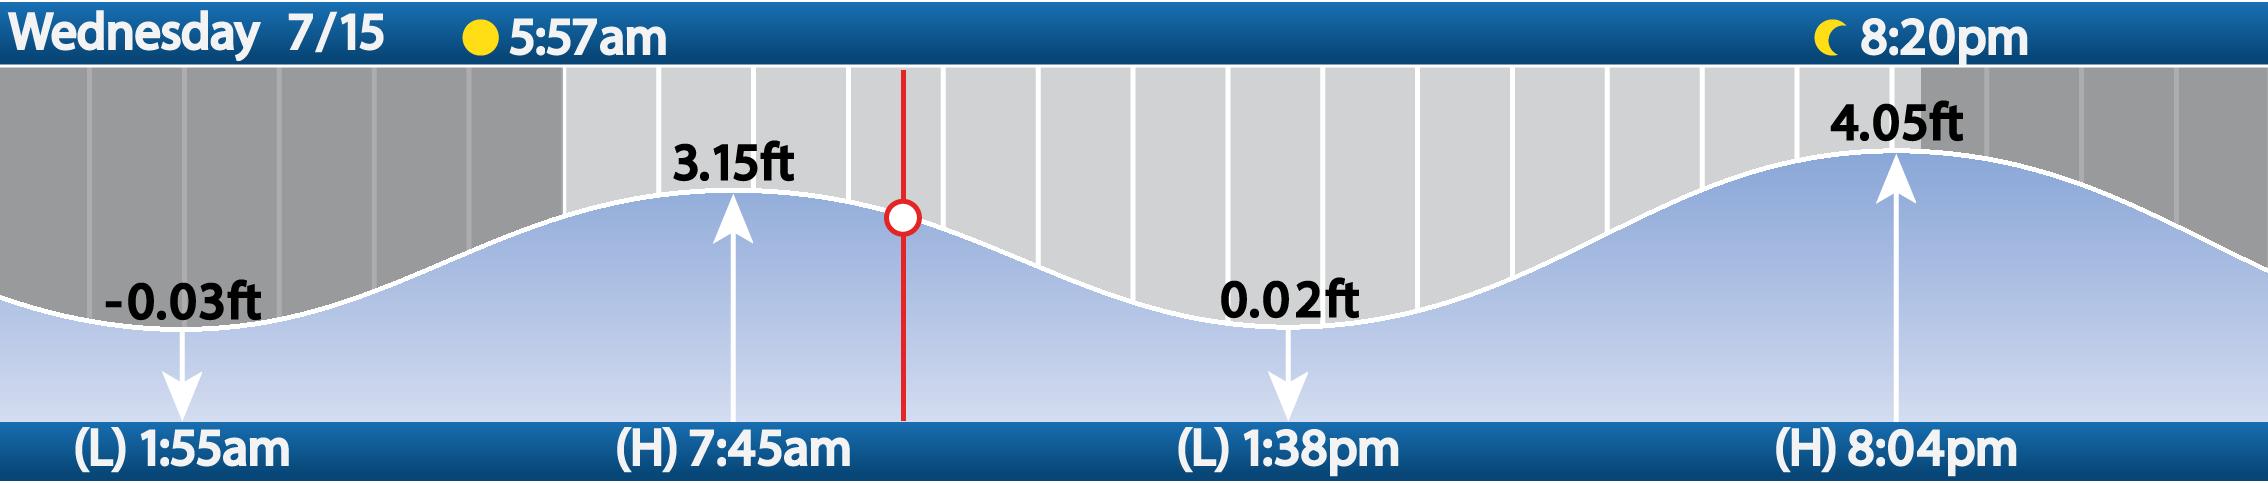 Wednesday 7/15 5:57am 8:20pm
4.05ft
3.15ft
-0.03ft 0.02ft
(L) 1:55am (H) 7:45am (L) 1:38pm (H) 8:04pm